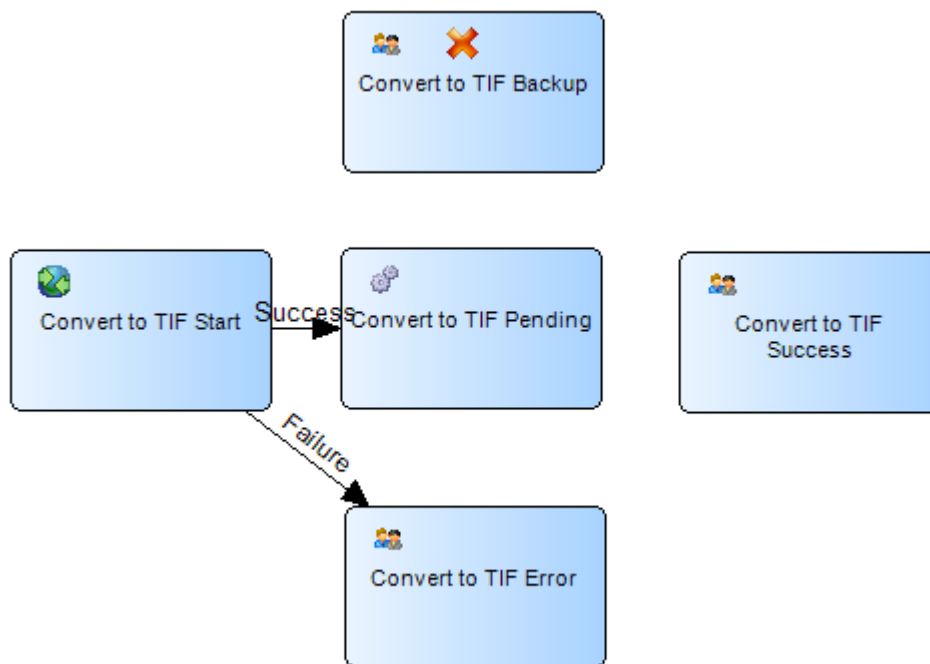 Convert to TIF Backup
Convert to TIF Start
Success
Convert to TIF Pending
Convert to TIF
Success
Failure
Convert to TIF Error